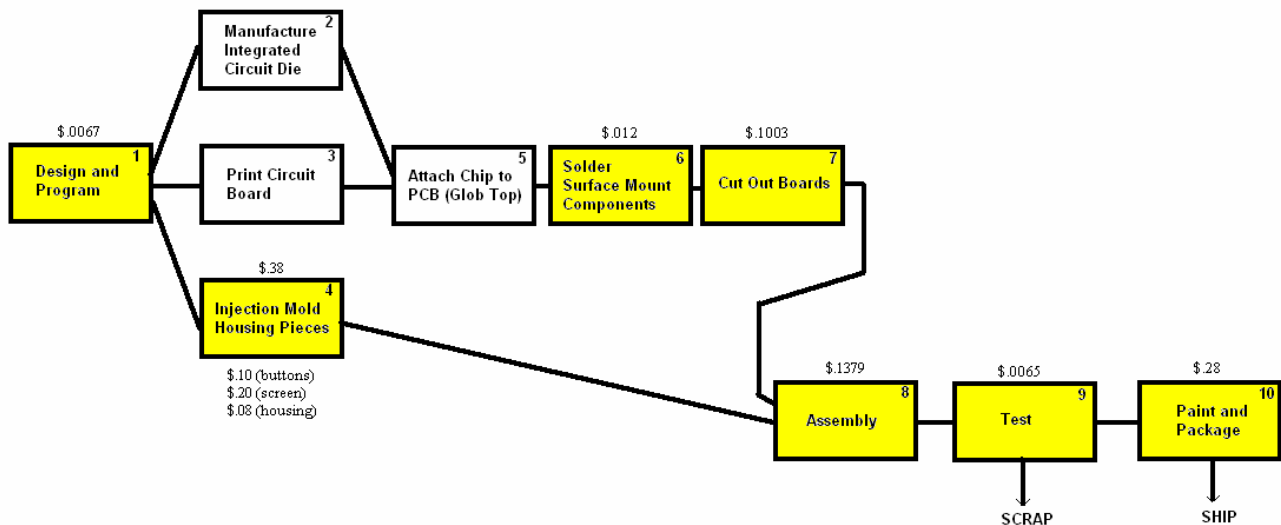 2
Manufacture
Integrated
Circuit Die
$.0067
1
Design and
Program
3
Print Circuit
Board
5
Attach Chip to
PCB (Glob Top)
$.012
6
Solder
Surface Mount
Components
$.1003
7
Cut Out Boards
$.38
4
Injection Mold
Housing Pieces
$.10 (buttons)
$.20 (screen)
$.08 (housing)
$.1379
8
Assembly
$.0065
9
Test
$.28
10
Paint and
Package
SCRAP
SHIP